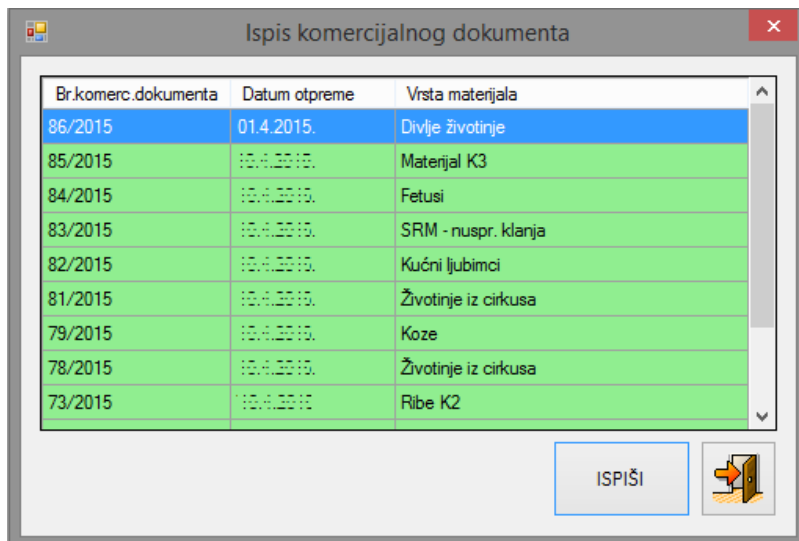 Ispis komercijalnog dokumenta
Br.komerc.dokumenta Datum otpreme Vrsta materijala
86/2015 01.4.2015. Divlje životinje
85/2015 Materijal K3
84/2015 Fetusi
83/2015 SRM - nuspr. klanja
82/2015 Kućni ljubimci
81/2015 Životinje iz cirkusa
79/2015 Koze
78/2015 Životinje iz cirkusa
73/2015 Ribe K2
ISPIŠI